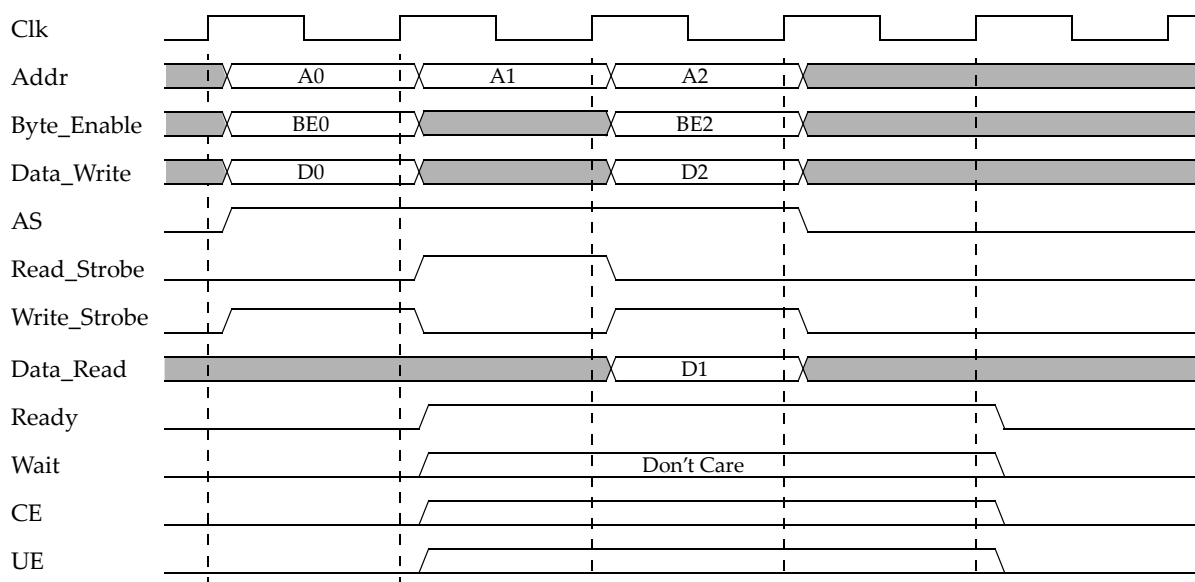 Clk
Addr A0 A1 A2
Byte_Enable BE0 BE2
Data_Write D0 D2
AS
Read_Strobe
Write_Strobe
Data_Read D1
Ready
Wait Don't Care
CE
UE